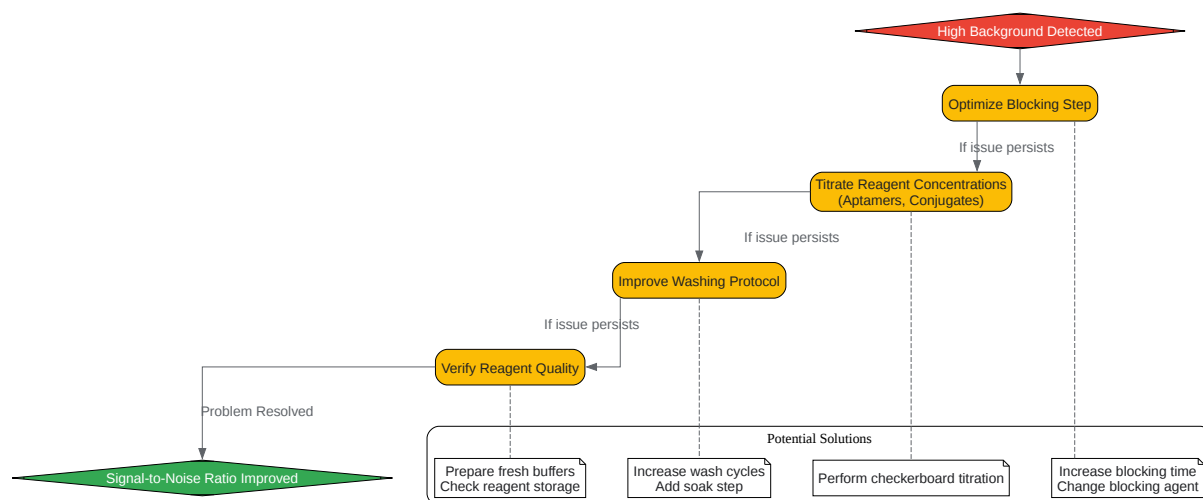 High Background Detected
Optimize Blocking Step
If issue persists
Titrate Reagent Concentrations
(Aptamers, Conjugates)
If issue persists
Improve Washing Protocol
If issue persists
Verify Reagent Quality
Problem Resolved
Signal-to-Noise Ratio Improved
Potential Solutions
Prepare fresh buffers
Check reagent storage
Increase wash cycles
Add soak step
Perform checkerboard titration
Increase blocking time
Change blocking agent